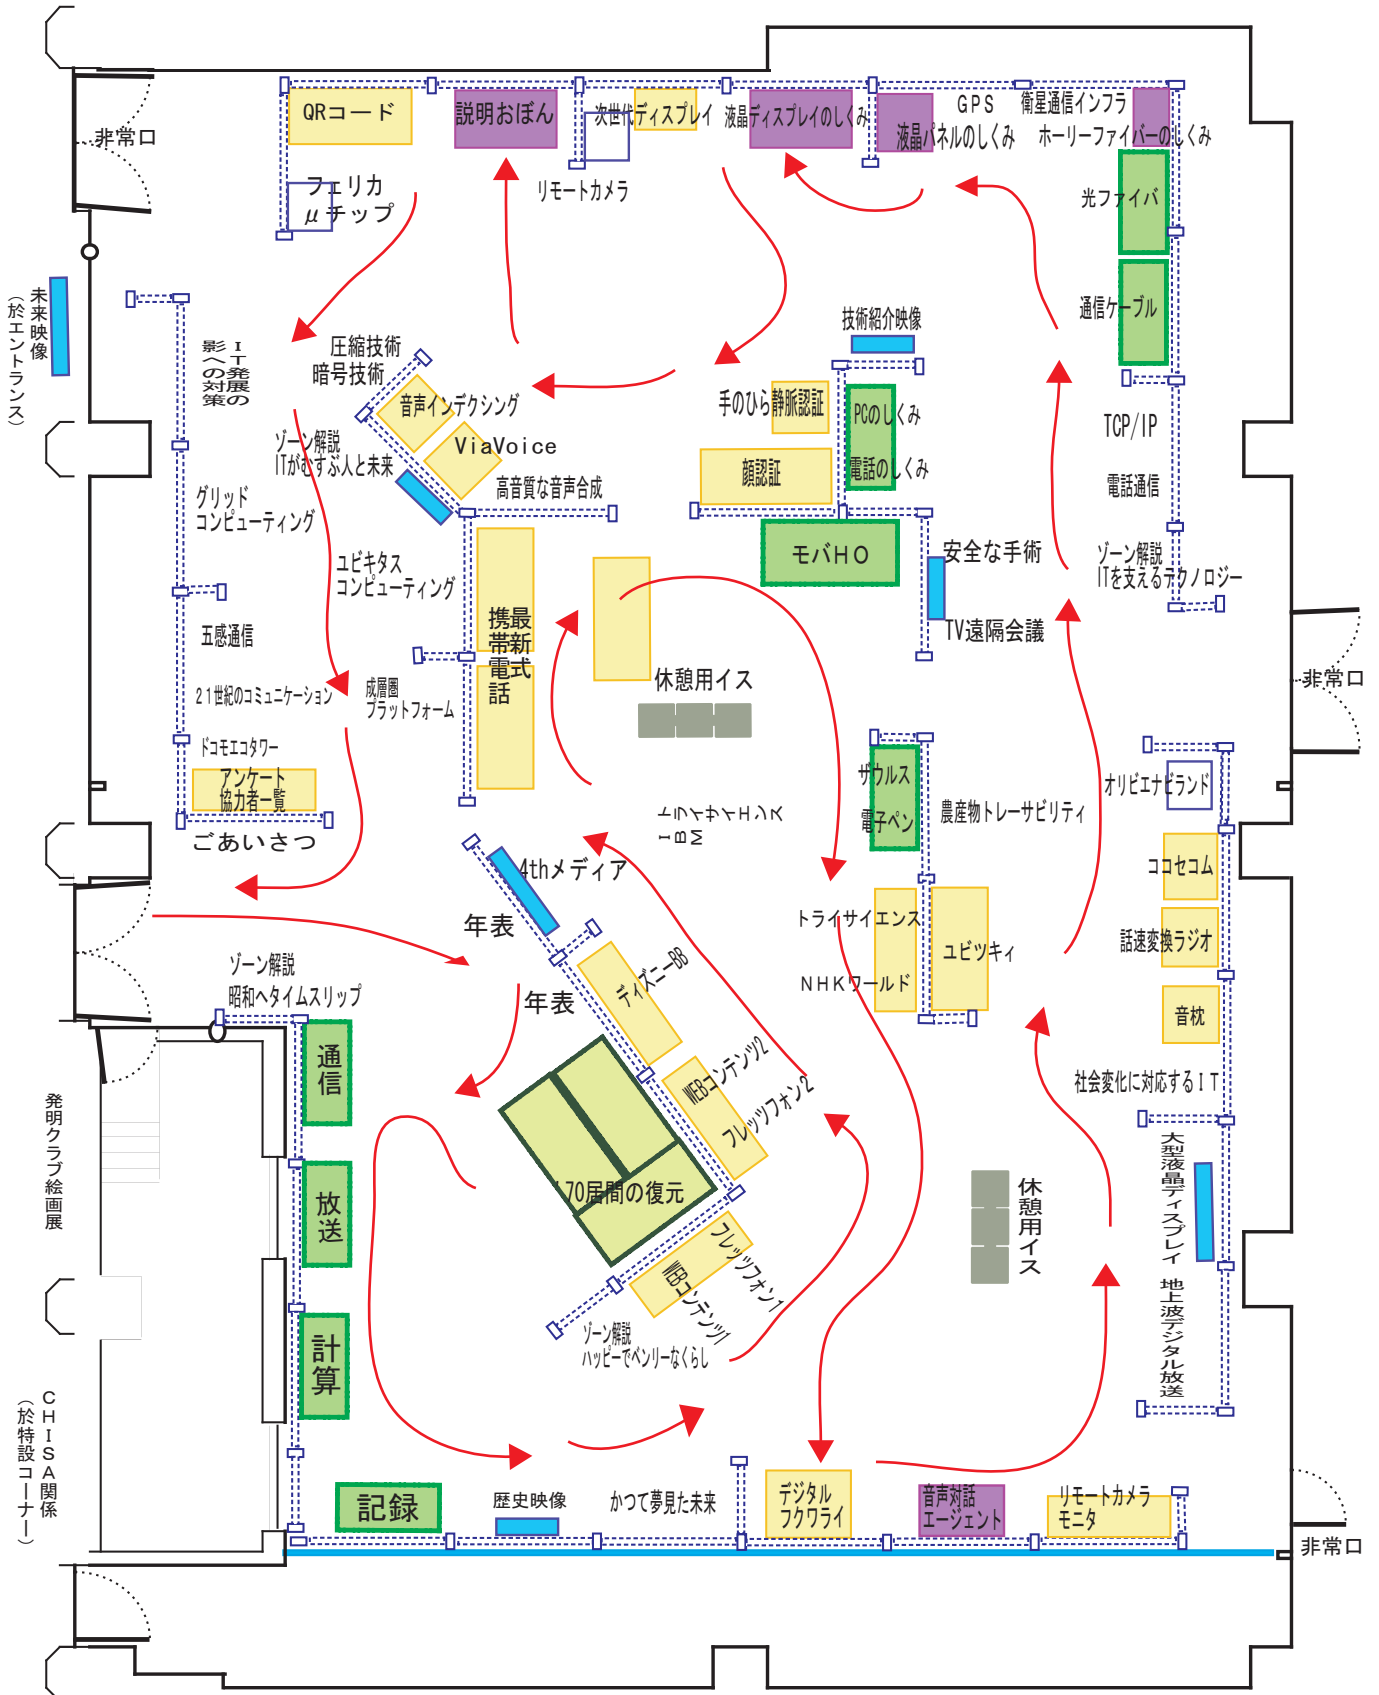 QRコード
説明おぼん
次世代ディスプレイ
液晶ディスプレイのしくみ
GPS
液晶パネルのしくみ
衛星通信インフラ
ホーリーファイバーのしくみ
非常口
フェリカ
μチップ
リモートカメラ
光ファイバ
通信ケーブル
未来映像
（於エントランス）
ＩＴ発展の
影への対策
圧縮技術
暗号技術
技術紹介映像
音声インデクシング
ViaVoice
手のひら静脈認証
PCのしくみ
TCP/IP
ゾーン解説
ITがむすぶ人と未来
高音質な音声合成
顔認証
電話のしくみ
電話通信
グリッド
コンピューティング
モバHO
安全な手術
ゾーン解説
ITを支えるテクノロジー
ユビキタス
コンピューティング
最新式
携帯電話
五感通信
TV遠隔会議
休憩用イス
非常口
21世紀のコミュニケーション
成層圏
プラットフォーム
ドコモエコタワー
アンケート
協力者一覧
ごあいさつ
トライサイエンス
IBM
ザウルス
電子ペン
農産物トレーサビリティ
オリビエナビランド
4thメディア
ココセコム
年表
トライサイエンス
ユビツキィ
話速変換ラジオ
ゾーン解説
昭和へタイムスリップ
年表
ディズニーBB
NHKワールド
音枕
通信
WEBコンテンツ2
フレッツフォン2
社会変化に対応するIT
発明クラブ絵画展
放送
'70居間の復元
休憩用イス
大型液晶ディスプレイ 地上波デジタル放送
フレッツフォン1
WEBコンテンツ1
計算
ゾーン解説
ハッピーでベンリーなくらし
CHISA関係
（於特設コーナー）
記録
歴史映像
かつて夢見た未来
デジタル
フクワライ
音声対話
エージェント
リモートカメラ
モニタ
非常口